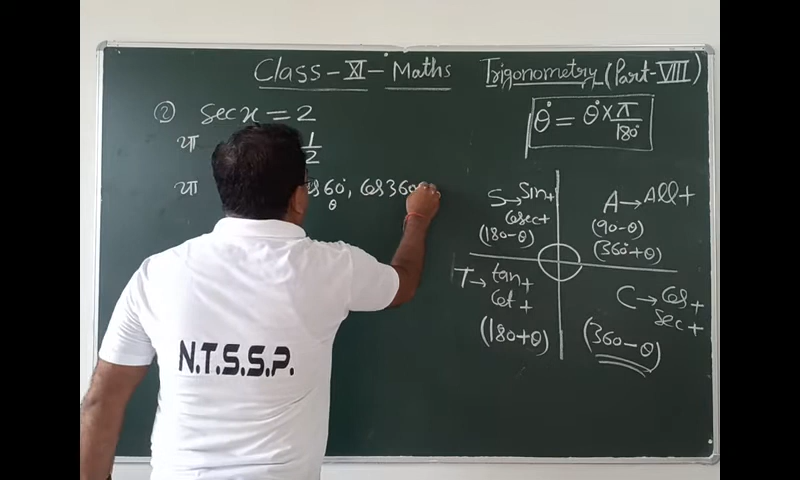 Class - XI - Maths Trigonometry (Part-VIII)
② sec x = 2
या 1/2
या 60°, cos 360
θ
θ° = θ° × π/180°
S → Sin +
cosec +
(180-θ)
A → All +
(90-θ)
(360°+θ)
T → tan +
cot +
(180+θ)
C → cos +
sec +
(360-θ)
N.T.S.S.P.